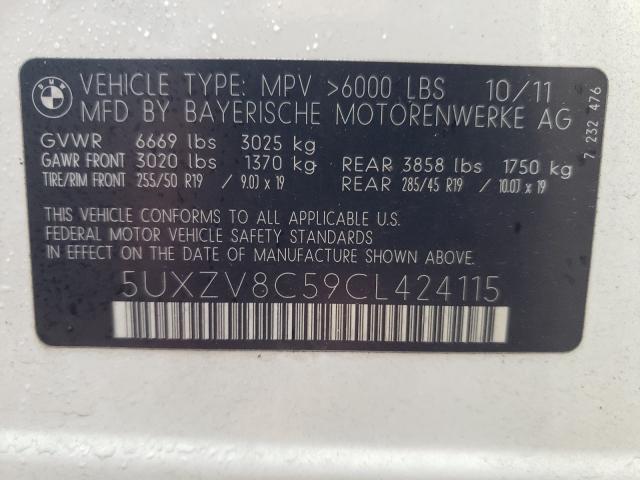 BMW
VEHICLE TYPE: MPV >6000 LBS 10/11
MFD BY BAYERISCHE MOTORENWERKE AG
GVWR 6669 lbs 3025 kg
GAWR FRONT 3020 lbs 1370 kg REAR 3858 lbs 1750 kg
TIRE/RIM FRONT 255/50 R19 / 9.0J x 19 REAR 285/45 R19 / 10.0J x 19
THIS VEHICLE CONFORMS TO ALL APPLICABLE U.S.
FEDERAL MOTOR VEHICLE SAFETY STANDARDS
IN EFFECT ON THE DATE OF MANUFACTURE SHOWN ABOVE.
5UXZV8C59CL424115
7 232 476